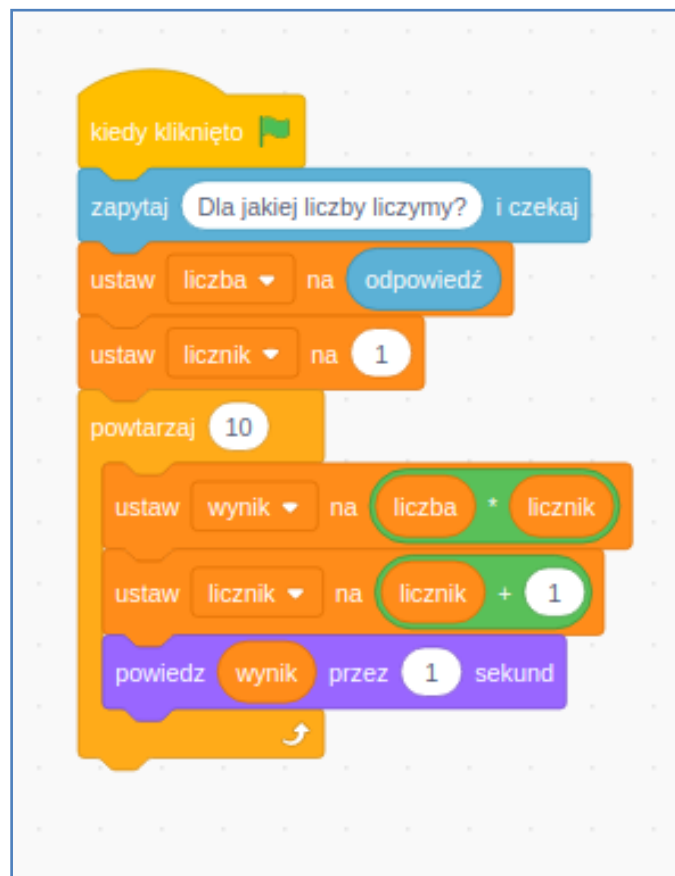 kiedy kliknięto
zapytaj Dla jakiej liczby liczymy? i czekaj
ustaw liczba na odpowiedź
ustaw licznik na 1
powtarzaj 10
ustaw wynik na liczba * licznik
ustaw licznik na licznik + 1
powiedz wynik przez 1 sekund